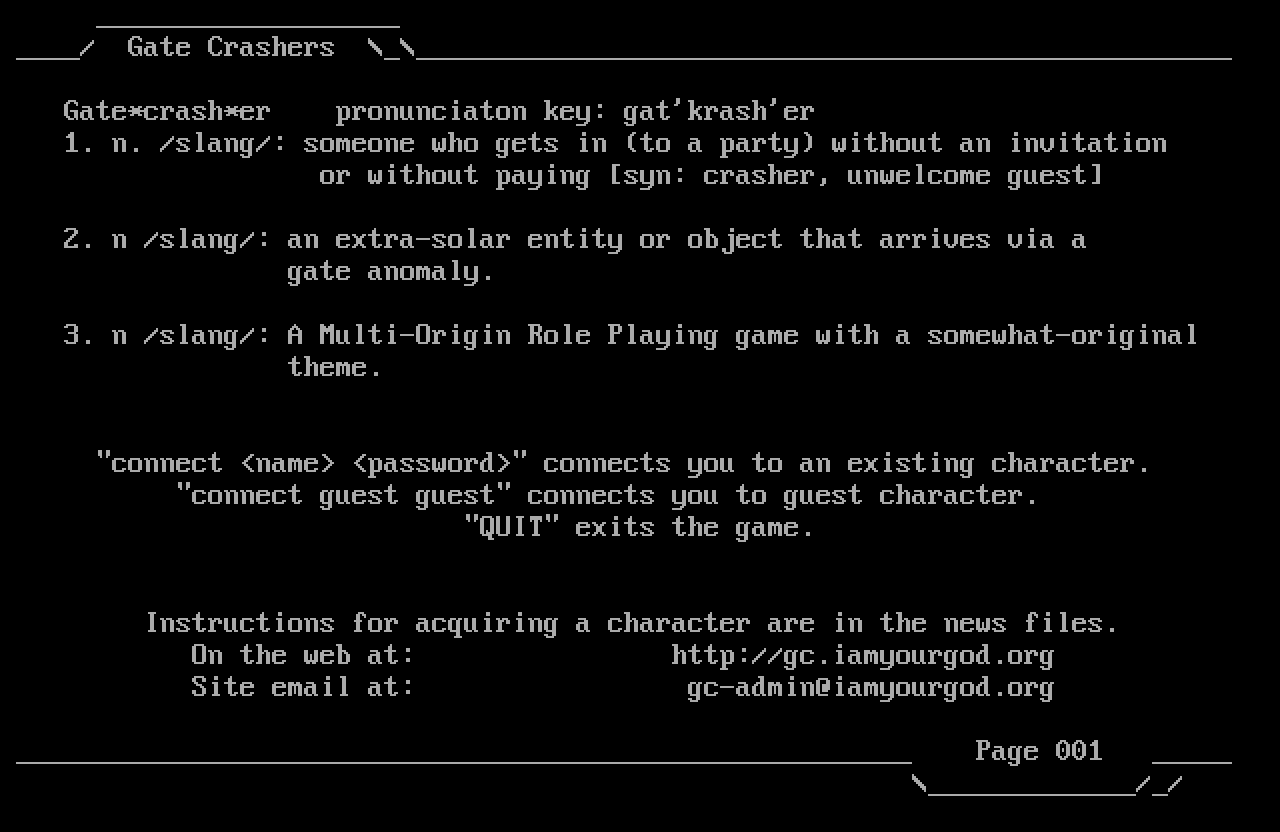 Gate Crashers
Gate*crash*er    pronunciaton key: gat'krash'er
1. n. /slang/: someone who gets in (to a party) without an invitation
or without paying [syn: crasher, unwelcome guest]
2. n /slang/: an extra-solar entity or object that arrives via a
gate anomaly.
3. n /slang/: A Multi-Origin Role Playing game with a somewhat-original
theme.
"connect <name> <password>" connects you to an existing character.
"connect guest guest" connects you to guest character.
"QUIT" exits the game.
Instructions for acquiring a character are in the news files.
On the web at:                http://gc.iamyourgod.org
Site email at:                 gc-admin@iamyourgod.org
Page 001